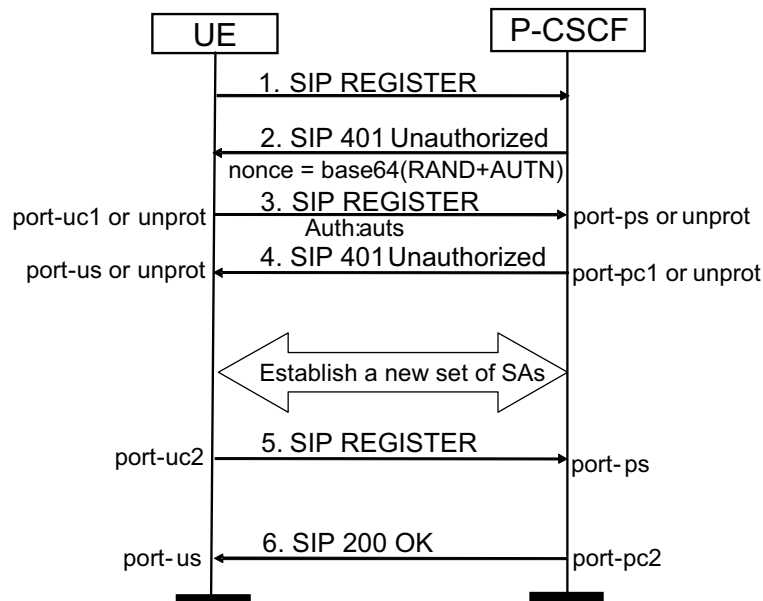 UE
P-CSCF
1. SIP REGISTER
2. SIP 401 Unauthorized
nonce = base64(RAND+AUTN)
port-uc1 or unprot
3. SIP REGISTER
port-ps or unprot
Auth:auts
port-us or unprot
4. SIP 401 Unauthorized
port-pc1 or unprot
Establish a new set of SAs
port-uc2
5. SIP REGISTER
port-ps
port-us
6. SIP 200 OK
port-pc2